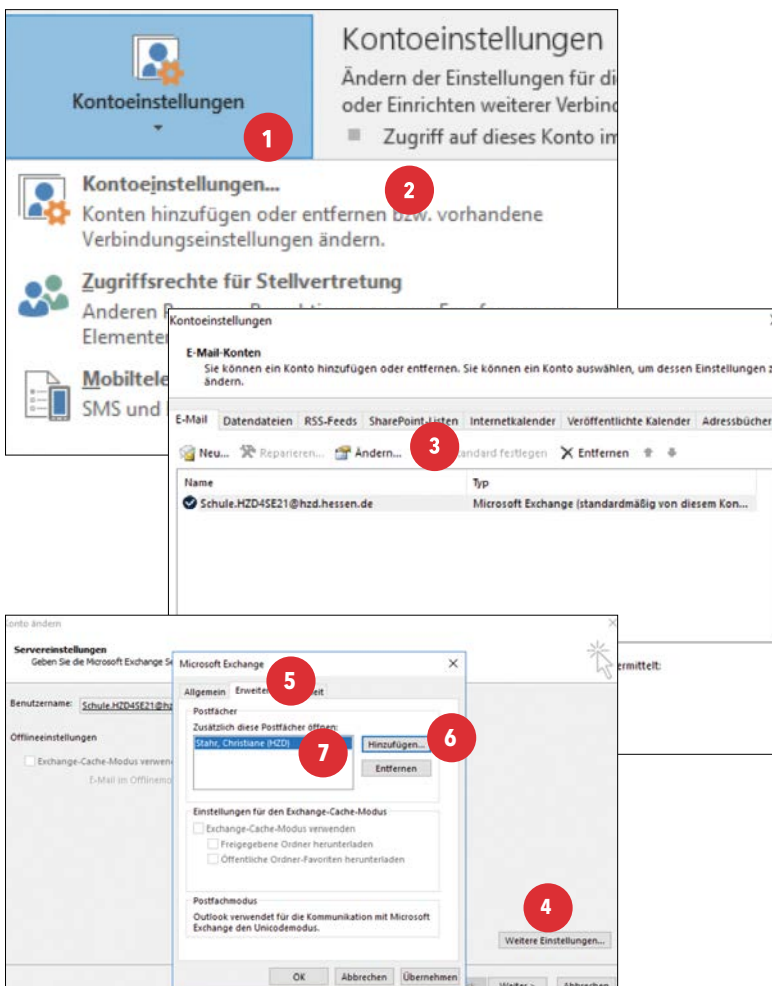 Kontoeinstellungen
1
Kontoeinstellungen
Ändern der Einstellungen für di
oder Einrichten weiterer Verbind
Zugriff auf dieses Konto im
Kontoeinstellungen...
2
Konten hinzufügen oder entfernen bzw. vorhandene
Verbindungseinstellungen ändern.
Zugriffsrechte für Stellvertretung
Anderen
Elemente
Mobiltele
SMS und
Kontoeinstellungen
E-Mail-Konten
Sie können ein Konto hinzufügen oder entfernen. Sie können ein Konto auswählen, um dessen Einstellungen z
ändern.
E-Mail Datendateien RSS-Feeds SharePoint-Listen Internetkalender Veröffentlichte Kalender Adressbücher
Neu... Reparieren... Ändern... 3 andard festlegen Entfernen
Name Typ
Schule.HZD4SE21@hzd.hessen.de Microsoft Exchange (standardmäßig von diesem Kon...
ermittelt:
Konto ändern
Servereinstellungen
Geben Sie die Microsoft Exchange Se
Benutzername: Schule.HZD4SE21@hz
Offlineeinstellungen
Exchange-Cache-Modus verwen
E-Mail im Offlinemo
Microsoft Exchange
5
Allgemein Erweitert eit
Postfächer
Zusätzlich diese Postfächer öffnen:
Stahr, Christiane (HZD) 7 Hinzufügen... 6
Entfernen
Einstellungen für den Exchange-Cache-Modus
Exchange-Cache-Modus verwenden
Freigegebene Ordner herunterladen
Öffentliche Ordner-Favoriten herunterladen
Postfachmodus
Outlook verwendet für die Kommunikation mit Microsoft
Exchange den Unicodemodus.
OK Abbrechen Übernehmen
4
Weitere Einstellungen...
Weiter > Abbrechen